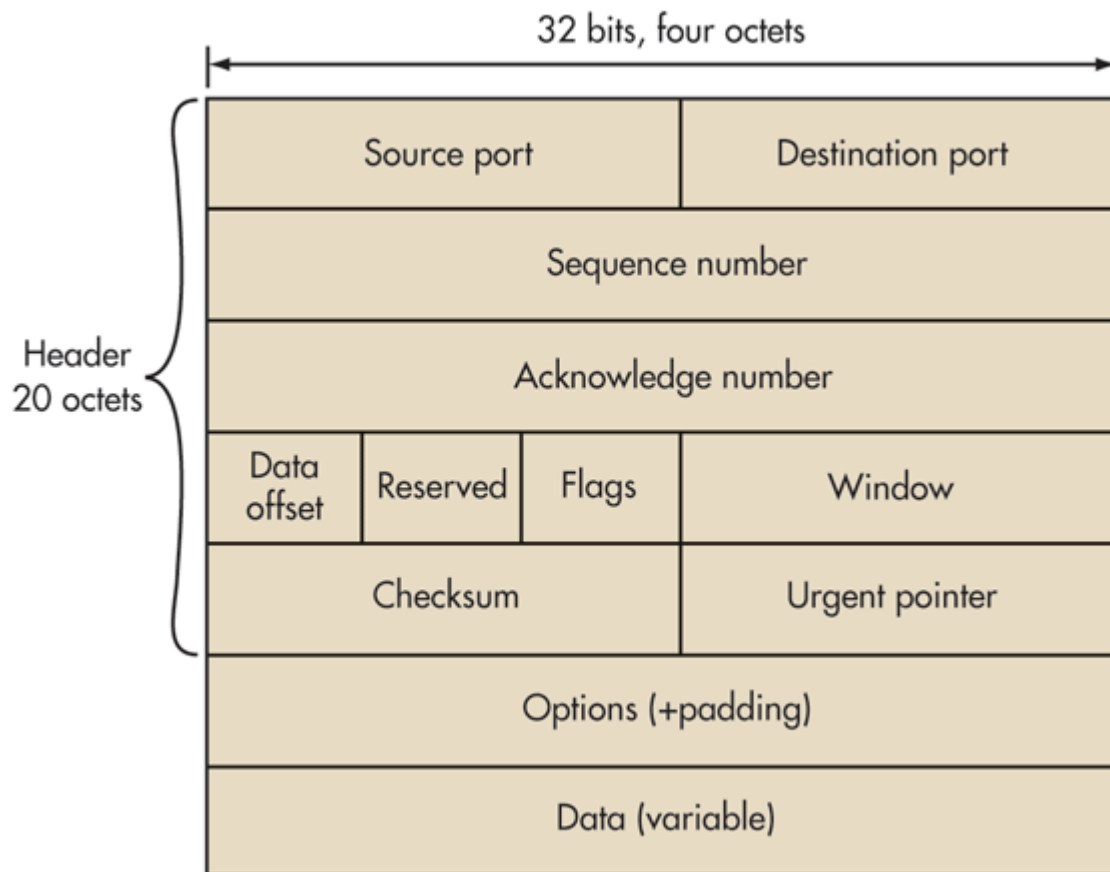 32 bits, four octets
Source port
Destination port
Sequence number
Header
20 octets
Acknowledge number
Data
offset
Reserved
Flags
Window
Checksum
Urgent pointer
Options (+padding)
Data (variable)